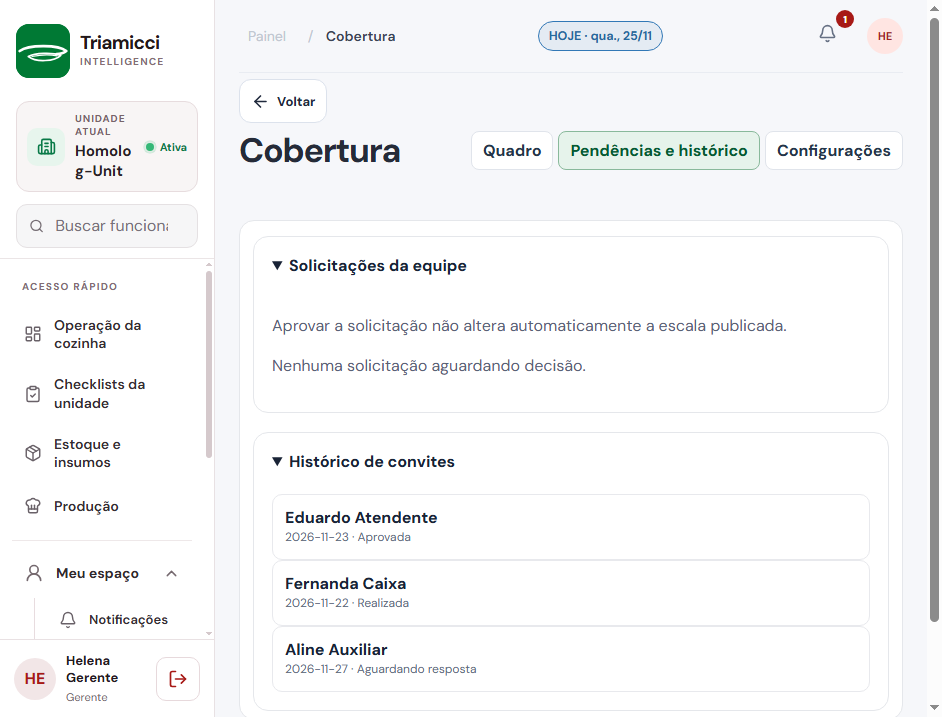 Triamicci
INTELLIGENCE
UNIDADE
ATUAL
Homolo
g-Unit
Ativa
Buscar funciona
ACESSO RÁPIDO
Operação da
cozinha
Checklists da
unidade
Estoque e
insumos
Produção
Meu espaço
Notificações
HE
Helena
Gerente
Gerente
Painel / Cobertura
HOJE · qua., 25/11
1
HE
Voltar
Cobertura
Quadro
Pendências e histórico
Configurações
Solicitações da equipe
Aprovar a solicitação não altera automaticamente a escala publicada.
Nenhuma solicitação aguardando decisão.
Histórico de convites
Eduardo Atendente
2026-11-23 · Aprovada
Fernanda Caixa
2026-11-22 · Realizada
Aline Auxiliar
2026-11-27 · Aguardando resposta